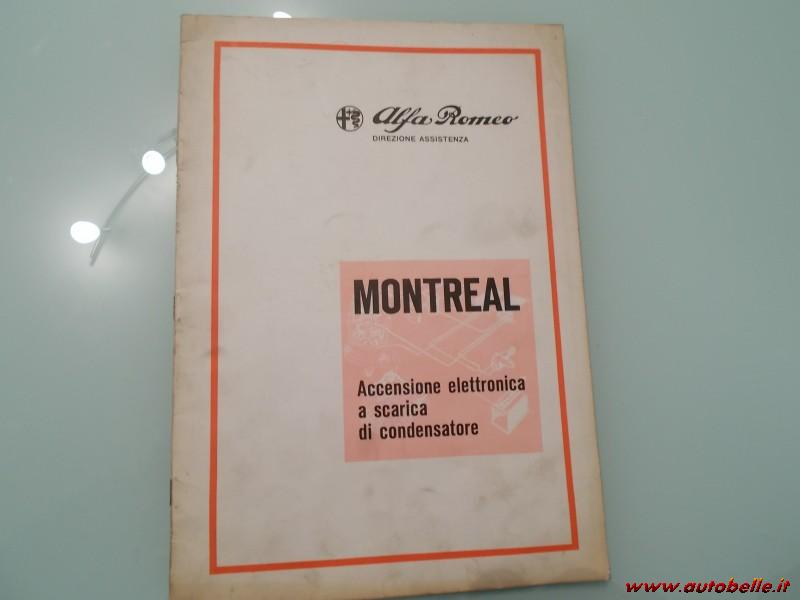 Alfa Romeo
DIREZIONE ASSISTENZA
MONTREAL
Accensione elettronica
a scarica
di condensatore
www.autobelle.it